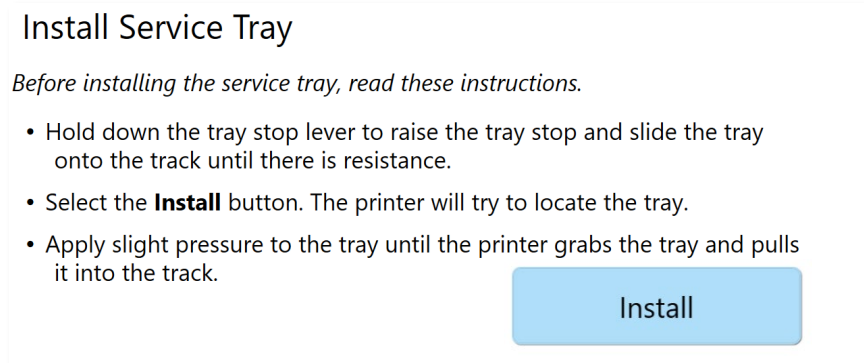 Install Service Tray
Before installing the service tray, read these instructions.
• Hold down the tray stop lever to raise the tray stop and slide the tray
onto the track until there is resistance.
• Select the Install button. The printer will try to locate the tray.
• Apply slight pressure to the tray until the printer grabs the tray and pulls
it into the track.
Install